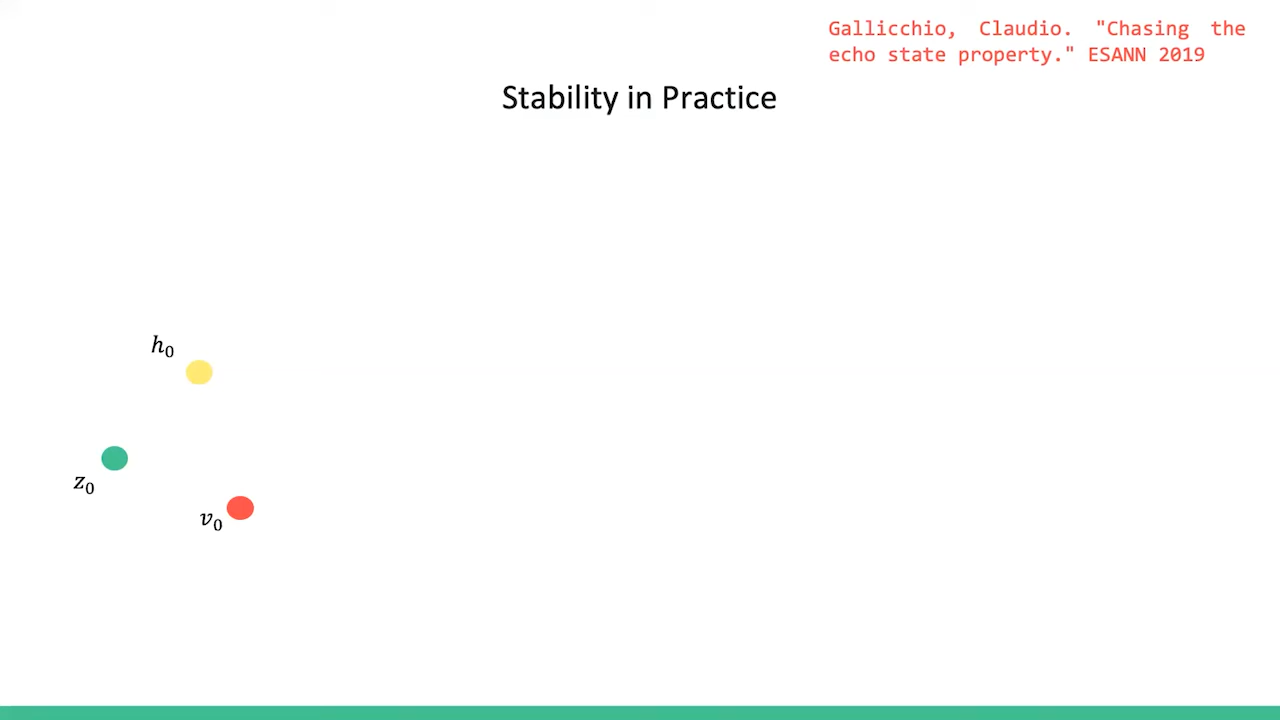 Gallicchio, Claudio. "Chasing the
echo state property." ESANN 2019
Stability in Practice
h₀
z₀
v₀